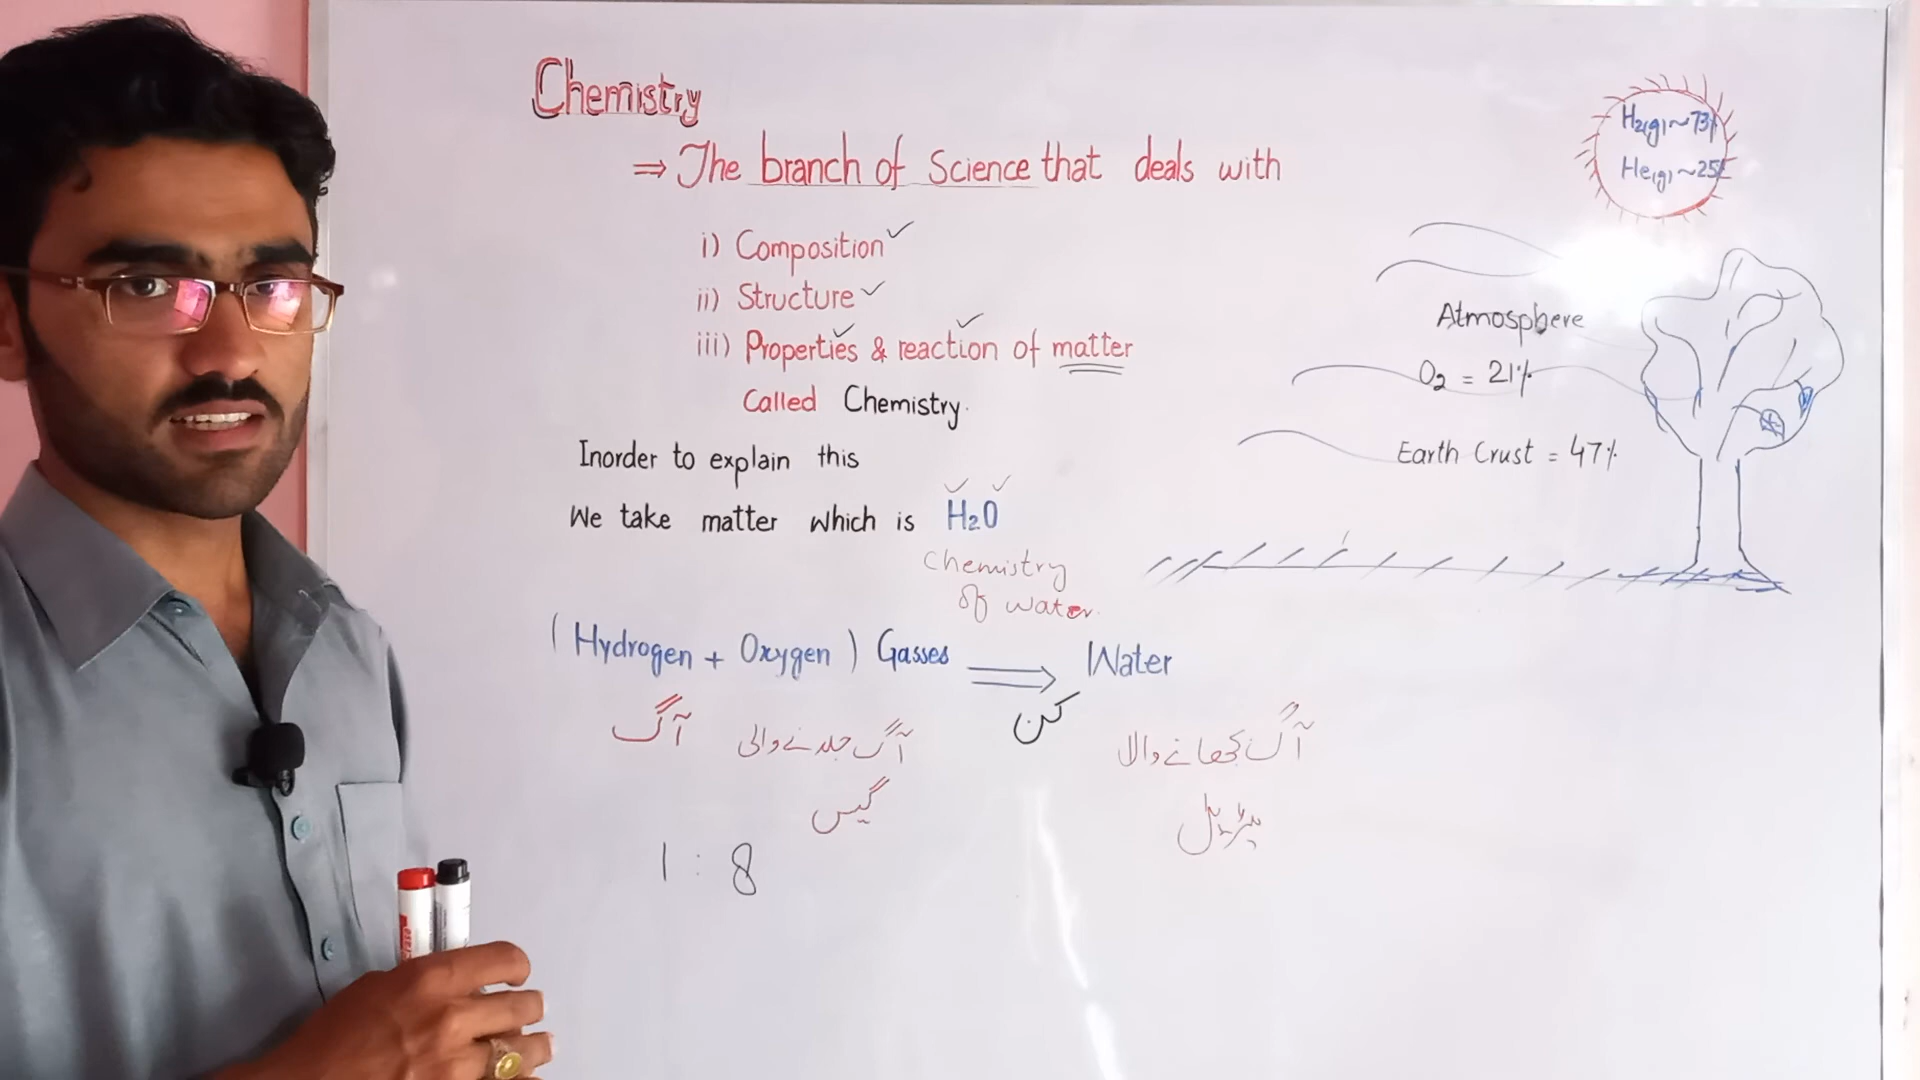 Chemistry
⇒ The branch of Science that deals with
i) Composition ✓
ii) Structure ✓
iii) Properties & reaction of matter
Called Chemistry.
Inorder to explain this
We take matter which is H₂O
Chemistry
of water.
(Hydrogen + Oxygen) Gasses ⇒ Water
آگ
آگ جلدنے والی
گیس
کن
آگ بجھانے والا
1 : 8
H₂(g) ~ 73%
He(g) ~ 25%
Atmosphere
O₂ = 21%
Earth Crust = 47%